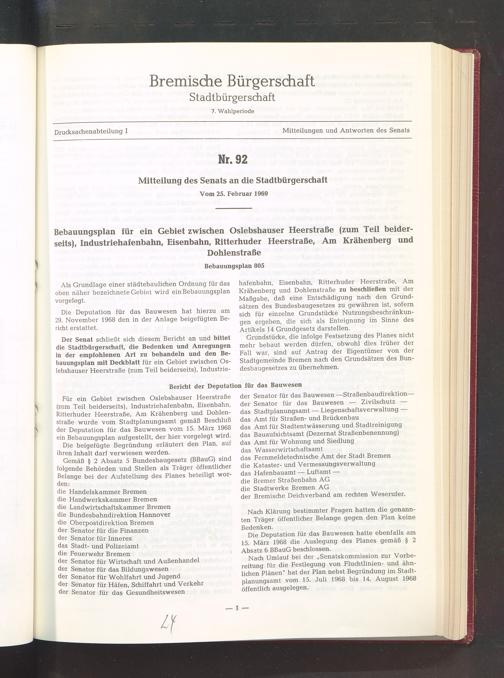 Bremische Bürgerschaft
Stadtbürgerschaft
7. Wahlperiode
Drucksachenabteilung I
Mitteilungen und Antworten des Senats
Nr. 92
Mitteilung des Senats an die Stadtbürgerschaft
Vom 25. Februar 1969
Bebauungsplan für ein Gebiet zwischen Oslebshauser Heerstraße (zum Teil beider-
seits), Industriehafenbahn, Eisenbahn, Ritterhuder Heerstraße, Am Krähenberg und
Dohlenstraße
Bebauungsplan 805
Als Grundlage einer städtebaulichen Ordnung für das
oben näher bezeichnete Gebiet wird ein Bebauungsplan
vorgelegt.
Die Deputation für das Bauwesen hat hierzu am
29. November 1968 den in der Anlage beigefügten Be-
richt erstattet.
Der Senat schließt sich diesem Bericht an und bittet
die Stadtbürgerschaft, die Bedenken und Anregungen
in der empfohlenen Art zu behandeln und den Be-
bauungsplan mit Deckblatt für ein Gebiet zwischen Os-
lebshauser Heerstraße (zum Teil beiderseits), Industrie-
hafenbahn, Eisenbahn, Ritterhuder Heerstraße, Am
Krähenberg und Dohlenstraße zu beschließen mit der
Maßgabe, daß eine Entschädigung nach den Grund-
sätzen des Bundesbaugesetzes zu gewähren ist, sofern
sich für einzelne Grundstücke Nutzungsbeschränkun-
gen ergeben, die sich als Enteignung im Sinne des
Artikels 14 Grundgesetz darstellen.
Grundstücke, die infolge Festsetzung des Planes nicht
mehr bebaut werden dürfen, obwohl dies früher der
Fall war, sind auf Antrag der Eigentümer von der
Stadtgemeinde Bremen nach den Grundsätzen des Bun-
desbaugesetzes zu übernehmen.
Bericht der Deputation für das Bauwesen
Für ein Gebiet zwischen Oslebshauser Heerstraße
(zum Teil beiderseits), Industriehafenbahn, Eisenbahn,
Ritterhuder Heerstraße, Am Krähenberg und Dohlen-
straße wurde vom Stadtplanungsamt gemäß Beschluß
der Deputation für das Bauwesen vom 15. März 1968
ein Bebauungsplan aufgestellt, der hier vorgelegt wird.
Die beigefügte Begründung erläutert den Plan, auf
ihren Inhalt darf verwiesen werden.
Gemäß § 2 Absatz 5 Bundesbaugesetz (BBauG) sind
folgende Behörden und Stellen als Träger öffentlicher
Belange bei der Aufstellung des Planes beteiligt wor-
den:
die Handelskammer Bremen
die Handwerkskammer Bremen
die Landwirtschaftskammer Bremen
die Bundesbahndirektion Hannover
die Oberpostdirektion Bremen
der Senator für die Finanzen
der Senator für Inneres
das Stadt- und Polizeiamt
die Feuerwehr Bremen
der Senator für Wirtschaft und Außenhandel
der Senator für das Bildungswesen
der Senator für Wohlfahrt und Jugend
der Senator für Häfen, Schiffahrt und Verkehr
der Senator für das Gesundheitswesen
der Senator für das Bauwesen —Straßenbaudirektion—
der Senator für das Bauwesen — Zivilschutz —
das Stadtplanungsamt — Liegenschaftsverwaltung —
das Amt für Straßen- und Brückenbau
das Amt für Stadtentwässerung und Stadtreinigung
das Bauaufsichtsamt (Dezernat Straßenbenennung)
das Amt für Wohnung und Siedlung
das Wasserwirtschaftsamt
das Fernmeldetechnische Amt der Stadt Bremen
die Kataster- und Vermessungsverwaltung
das Hafenbauamt — Luftamt —
die Bremer Straßenbahn AG
die Stadtwerke Bremen AG
der Bremische Deichverband am rechten Weserufer.
Nach Klärung bestimmter Fragen hatten die genann-
ten Träger öffentlicher Belange gegen den Plan keine
Bedenken.
Die Deputation für das Bauwesen hatte ebenfalls am
15. März 1968 die Auslegung des Planes gemäß § 2
Absatz 6 BBauG beschlossen.
Nach Umlauf bei der „Senatskommission zur Vorbe-
reitung für die Festlegung von Fluchtlinien- und ähn-
lichen Plänen" hat der Plan nebst Begründung im Stadt-
planungsamt vom 15. Juli 1968 bis 14. August 1968
öffentlich ausgelegen.
— 1 —